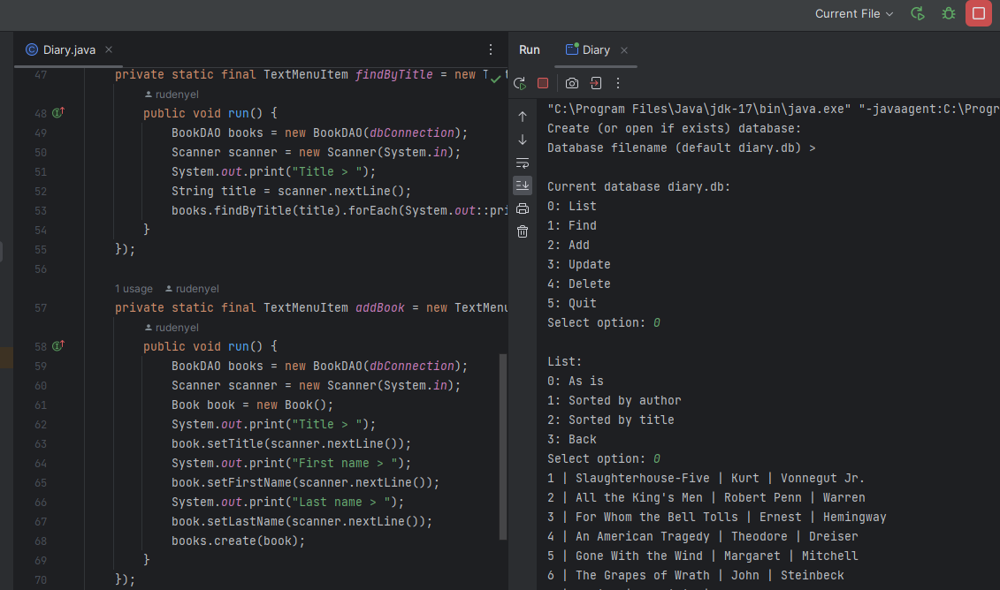 Current File
Diary.java
47 private static final TextMenuItem findByTitle = new T
rudenyel
48 public void run() {
49 BookDAO books = new BookDAO(dbConnection);
50 Scanner scanner = new Scanner(System.in);
51 System.out.print("Title > ");
52 String title = scanner.nextLine();
53 books.findByTitle(title).forEach(System.out::pri
54 }
55 });
56
1 usage rudenyel
57 private static final TextMenuItem addBook = new TextMenu
rudenyel
58 public void run() {
59 BookDAO books = new BookDAO(dbConnection);
60 Scanner scanner = new Scanner(System.in);
61 Book book = new Book();
62 System.out.print("Title > ");
63 book.setTitle(scanner.nextLine());
64 System.out.print("First name > ");
65 book.setFirstName(scanner.nextLine());
66 System.out.print("Last name > ");
67 book.setLastName(scanner.nextLine());
68 books.create(book);
69 }
70 });
Run Diary
"C:\Program Files\Java\jdk-17\bin\java.exe" "-javaagent:C:\Progr
Create (or open if exists) database:
Database filename (default diary.db) >
Current database diary.db:
0: List
1: Find
2: Add
3: Update
4: Delete
5: Quit
Select option: 0
List:
0: As is
1: Sorted by author
2: Sorted by title
3: Back
Select option: 0
1 | Slaughterhouse-Five | Kurt | Vonnegut Jr.
2 | All the King's Men | Robert Penn | Warren
3 | For Whom the Bell Tolls | Ernest | Hemingway
4 | An American Tragedy | Theodore | Dreiser
5 | Gone With the Wind | Margaret | Mitchell
6 | The Grapes of Wrath | John | Steinbeck